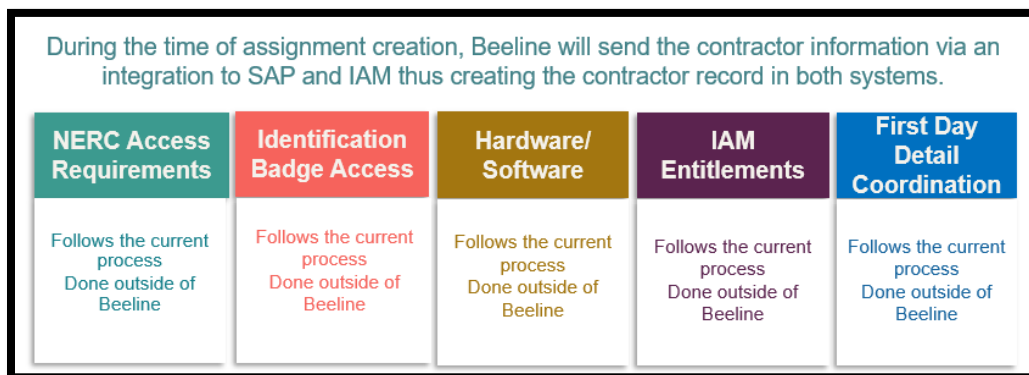 During the time of assignment creation, Beeline will send the contractor information via an
integration to SAP and IAM thus creating the contractor record in both systems.
NERC Access
Requirements
Follows the current
process
Done outside of
Beeline
Identification
Badge Access
Follows the current
process
Done outside of
Beeline
Hardware/
Software
Follows the current
process
Done outside of
Beeline
IAM
Entitlements
Follows the current
process
Done outside of
Beeline
First Day
Detail
Coordination
Follows the current
process
Done outside of
Beeline